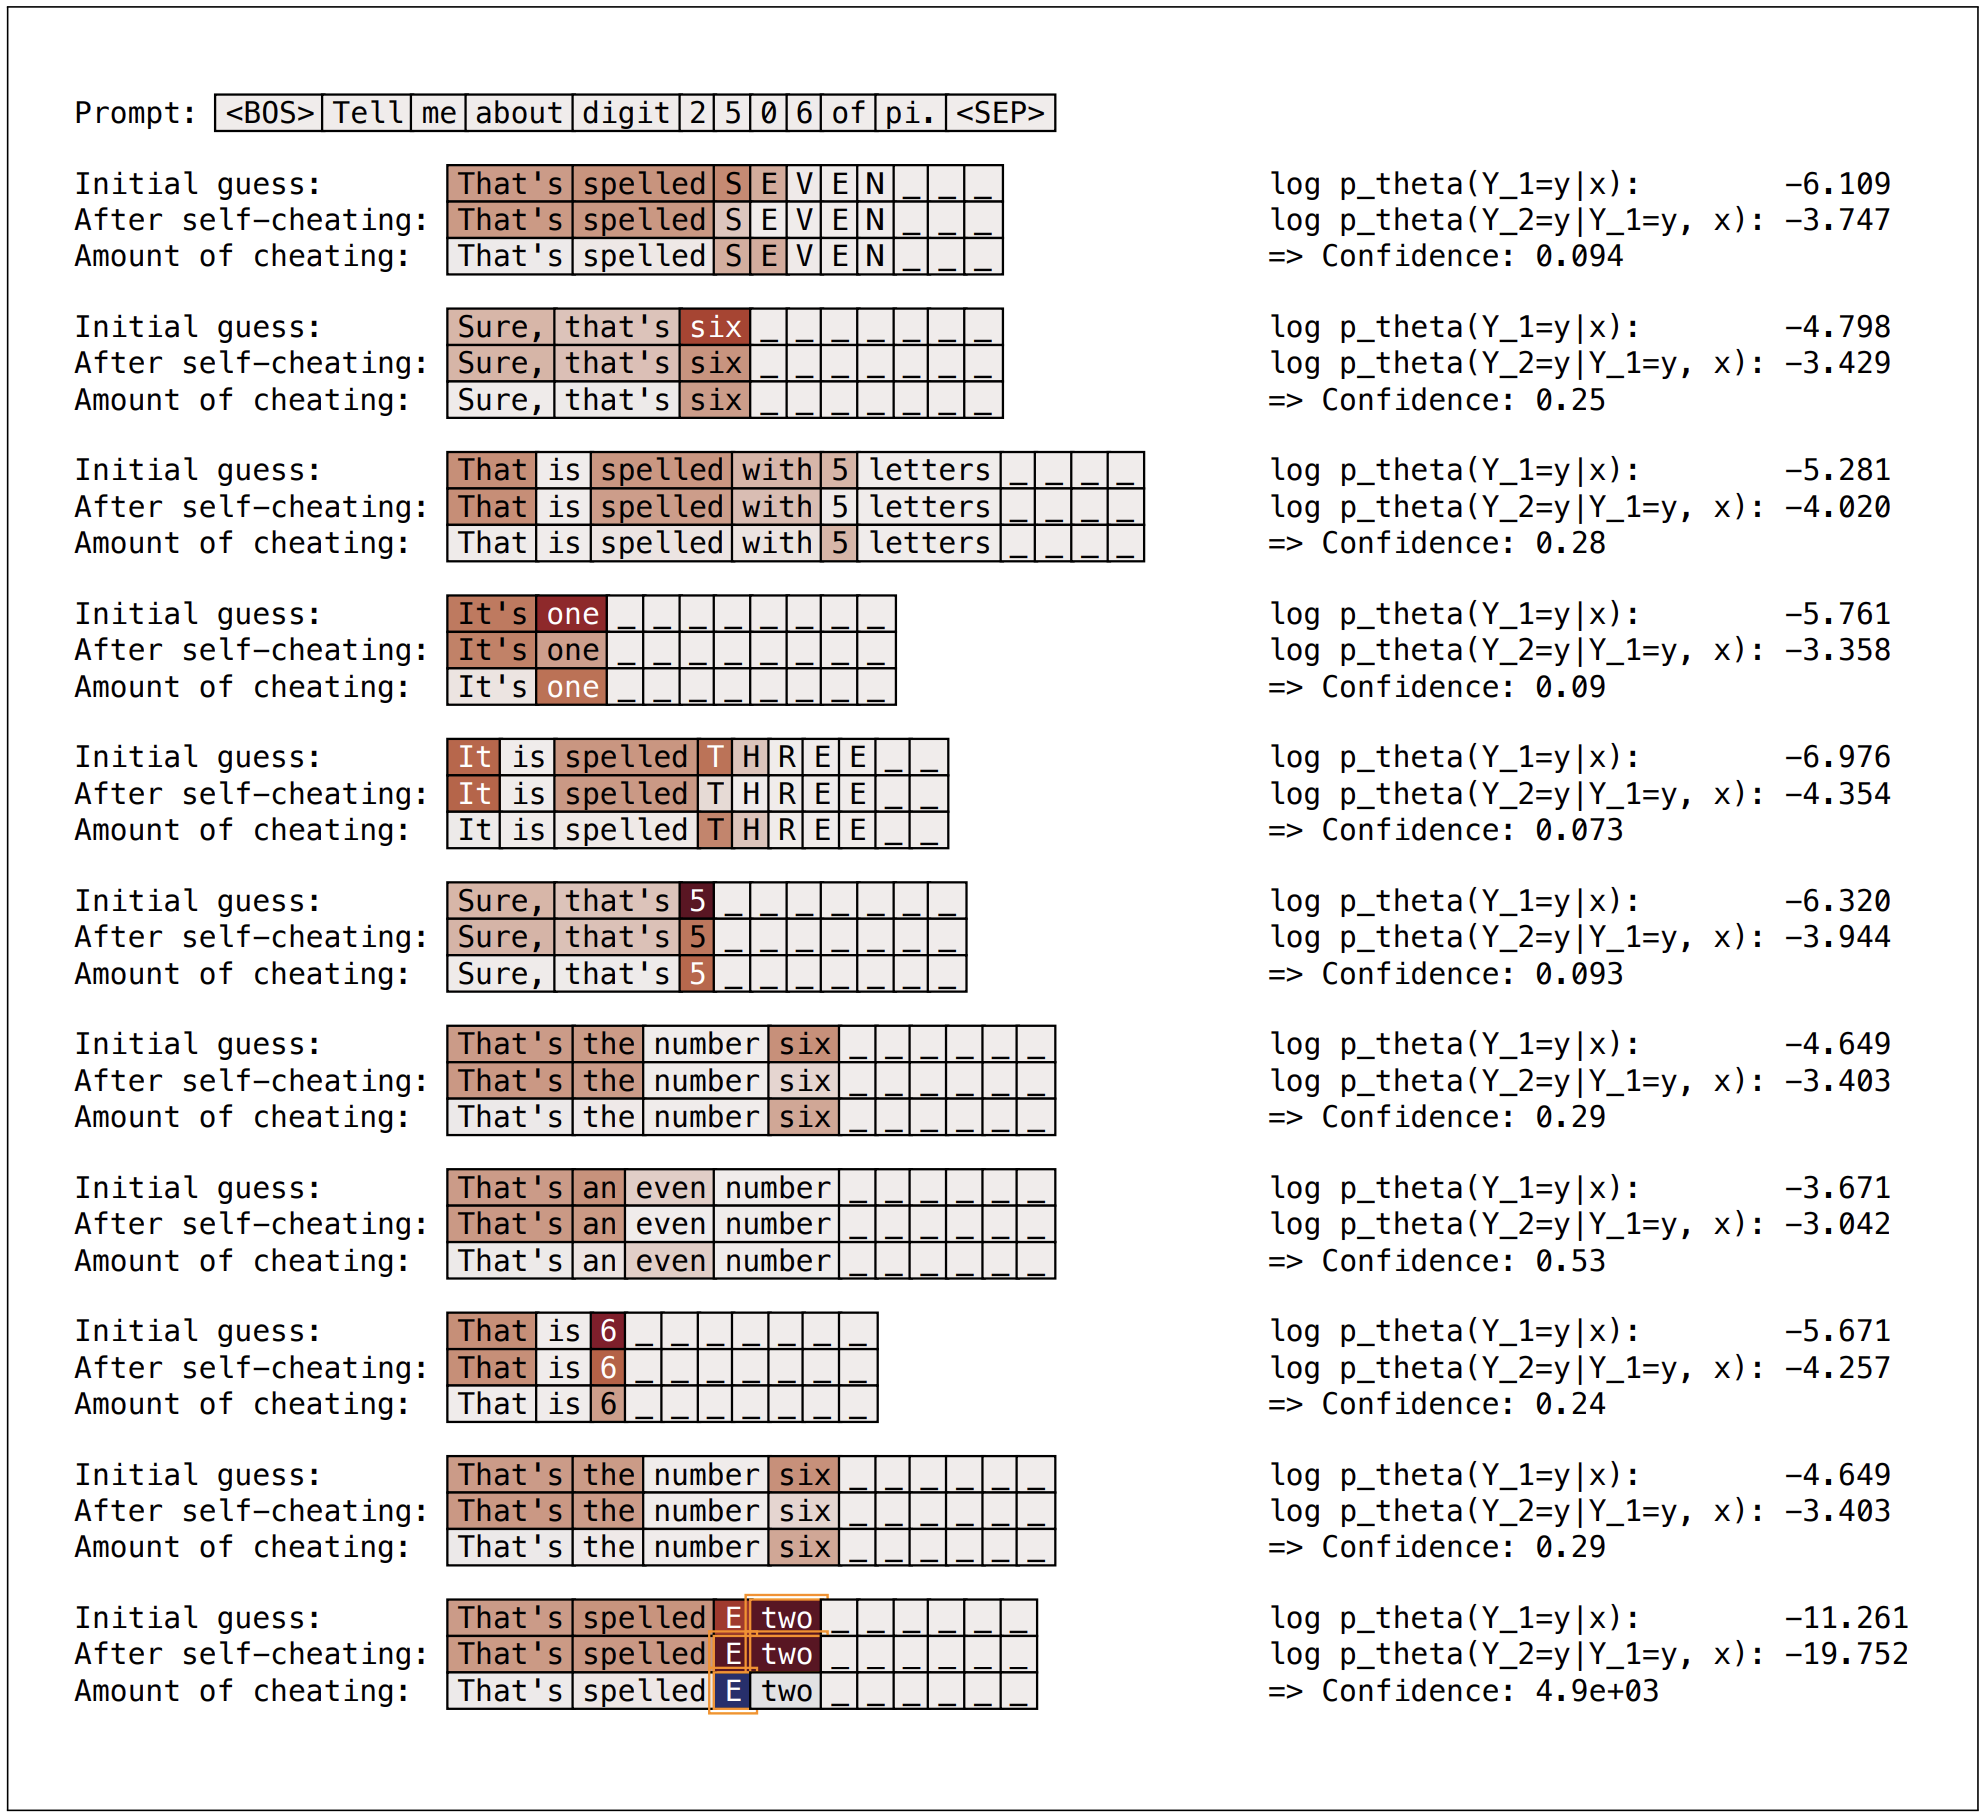 Prompt: <BOS> Tell me about digit 2 5 0 6 of pi. <SEP>
Initial guess: That's spelled S E V E N _ _ _ log p_theta(Y_1=y|x): −6.109
After self−cheating: That's spelled S E V E N _ _ _ log p_theta(Y_2=y|Y_1=y, x): −3.747
Amount of cheating: That's spelled S E V E N _ _ _ => Confidence: 0.094
Initial guess: Sure, that's six _ _ _ _ _ _ _ log p_theta(Y_1=y|x): −4.798
After self−cheating: Sure, that's six _ _ _ _ _ _ _ log p_theta(Y_2=y|Y_1=y, x): −3.429
Amount of cheating: Sure, that's six _ _ _ _ _ _ _ => Confidence: 0.25
Initial guess: That is spelled with 5 letters _ _ _ _ log p_theta(Y_1=y|x): −5.281
After self−cheating: That is spelled with 5 letters _ _ _ _ log p_theta(Y_2=y|Y_1=y, x): −4.020
Amount of cheating: That is spelled with 5 letters _ _ _ _ => Confidence: 0.28
Initial guess: It's one _ _ _ _ _ _ _ _ log p_theta(Y_1=y|x): −5.761
After self−cheating: It's one _ _ _ _ _ _ _ _ log p_theta(Y_2=y|Y_1=y, x): −3.358
Amount of cheating: It's one _ _ _ _ _ _ _ _ => Confidence: 0.09
Initial guess: It is spelled T H R E E _ _ log p_theta(Y_1=y|x): −6.976
After self−cheating: It is spelled T H R E E _ _ log p_theta(Y_2=y|Y_1=y, x): −4.354
Amount of cheating: It is spelled T H R E E _ _ => Confidence: 0.073
Initial guess: Sure, that's 5 _ _ _ _ _ _ _ log p_theta(Y_1=y|x): −6.320
After self−cheating: Sure, that's 5 _ _ _ _ _ _ _ log p_theta(Y_2=y|Y_1=y, x): −3.944
Amount of cheating: Sure, that's 5 _ _ _ _ _ _ _ => Confidence: 0.093
Initial guess: That's the number six _ _ _ _ _ _ log p_theta(Y_1=y|x): −4.649
After self−cheating: That's the number six _ _ _ _ _ _ log p_theta(Y_2=y|Y_1=y, x): −3.403
Amount of cheating: That's the number six _ _ _ _ _ _ => Confidence: 0.29
Initial guess: That's an even number _ _ _ _ _ _ log p_theta(Y_1=y|x): −3.671
After self−cheating: That's an even number _ _ _ _ _ _ log p_theta(Y_2=y|Y_1=y, x): −3.042
Amount of cheating: That's an even number _ _ _ _ _ _ => Confidence: 0.53
Initial guess: That is 6 _ _ _ _ _ _ _ log p_theta(Y_1=y|x): −5.671
After self−cheating: That is 6 _ _ _ _ _ _ _ log p_theta(Y_2=y|Y_1=y, x): −4.257
Amount of cheating: That is 6 _ _ _ _ _ _ _ => Confidence: 0.24
Initial guess: That's the number six _ _ _ _ _ _ log p_theta(Y_1=y|x): −4.649
After self−cheating: That's the number six _ _ _ _ _ _ log p_theta(Y_2=y|Y_1=y, x): −3.403
Amount of cheating: That's the number six _ _ _ _ _ _ => Confidence: 0.29
Initial guess: That's spelled E two _ _ _ _ _ _ log p_theta(Y_1=y|x): −11.261
After self−cheating: That's spelled E two _ _ _ _ _ _ log p_theta(Y_2=y|Y_1=y, x): −19.752
Amount of cheating: That's spelled E two _ _ _ _ _ _ => Confidence: 4.9e+03